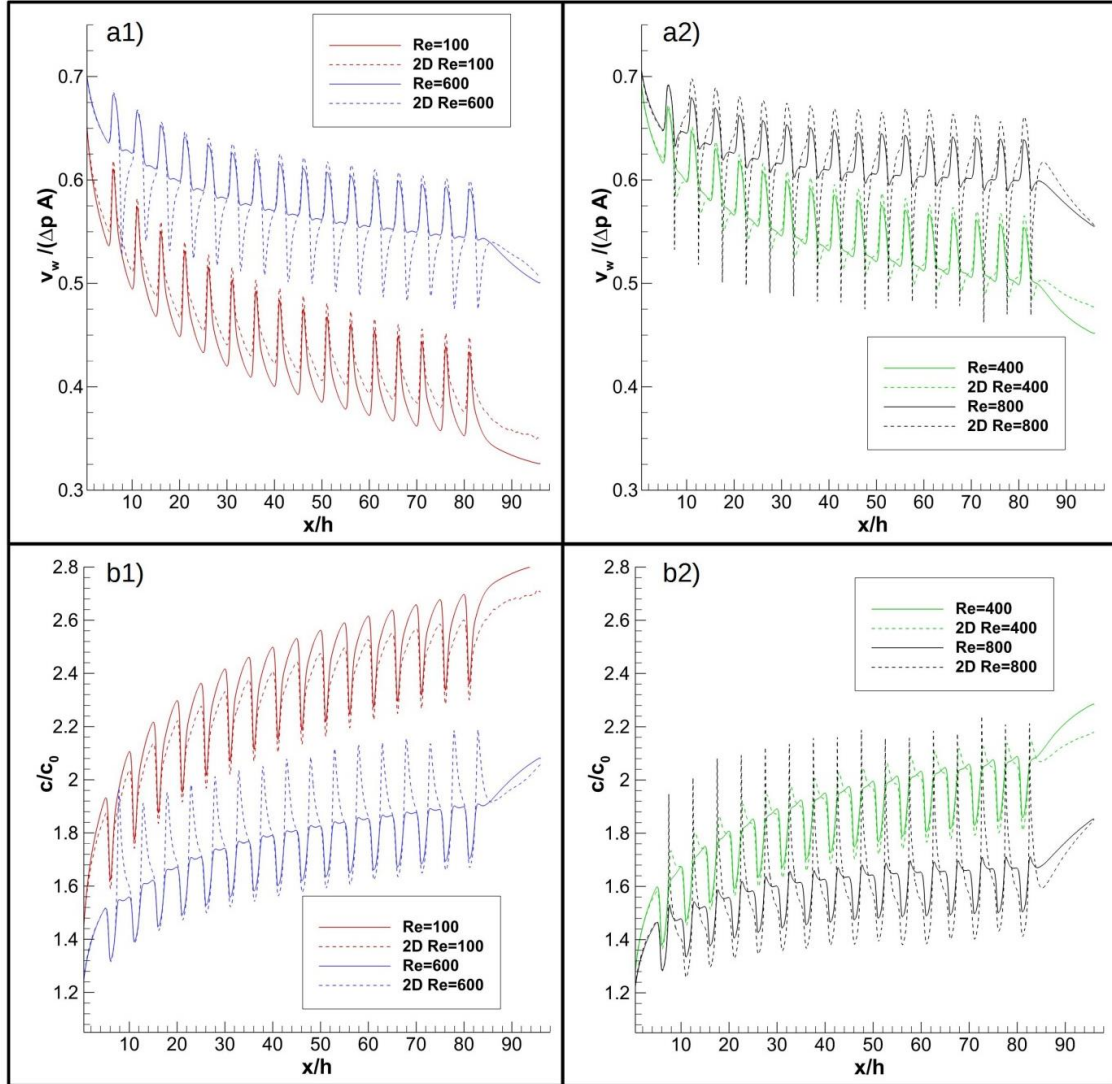 a1)
Re=100
2D Re=100
Re=600
2D Re=600
0.7
0.6
0.5
0.4
0.3
v_w /(Δp A)
10 20 30 40 50 60 70 80 90
x/h
a2)
0.7
0.6
0.5
0.4
0.3
v_w /(Δp A)
Re=400
2D Re=400
Re=800
2D Re=800
10 20 30 40 50 60 70 80 90
x/h
b1)
2.8
2.6
2.4
2.2
2
1.8
1.6
1.4
1.2
c/c_0
Re=100
2D Re=100
Re=600
2D Re=600
10 20 30 40 50 60 70 80 90
x/h
b2)
2.8
2.6
2.4
2.2
2
1.8
1.6
1.4
1.2
c/c_0
Re=400
2D Re=400
Re=800
2D Re=800
10 20 30 40 50 60 70 80 90
x/h